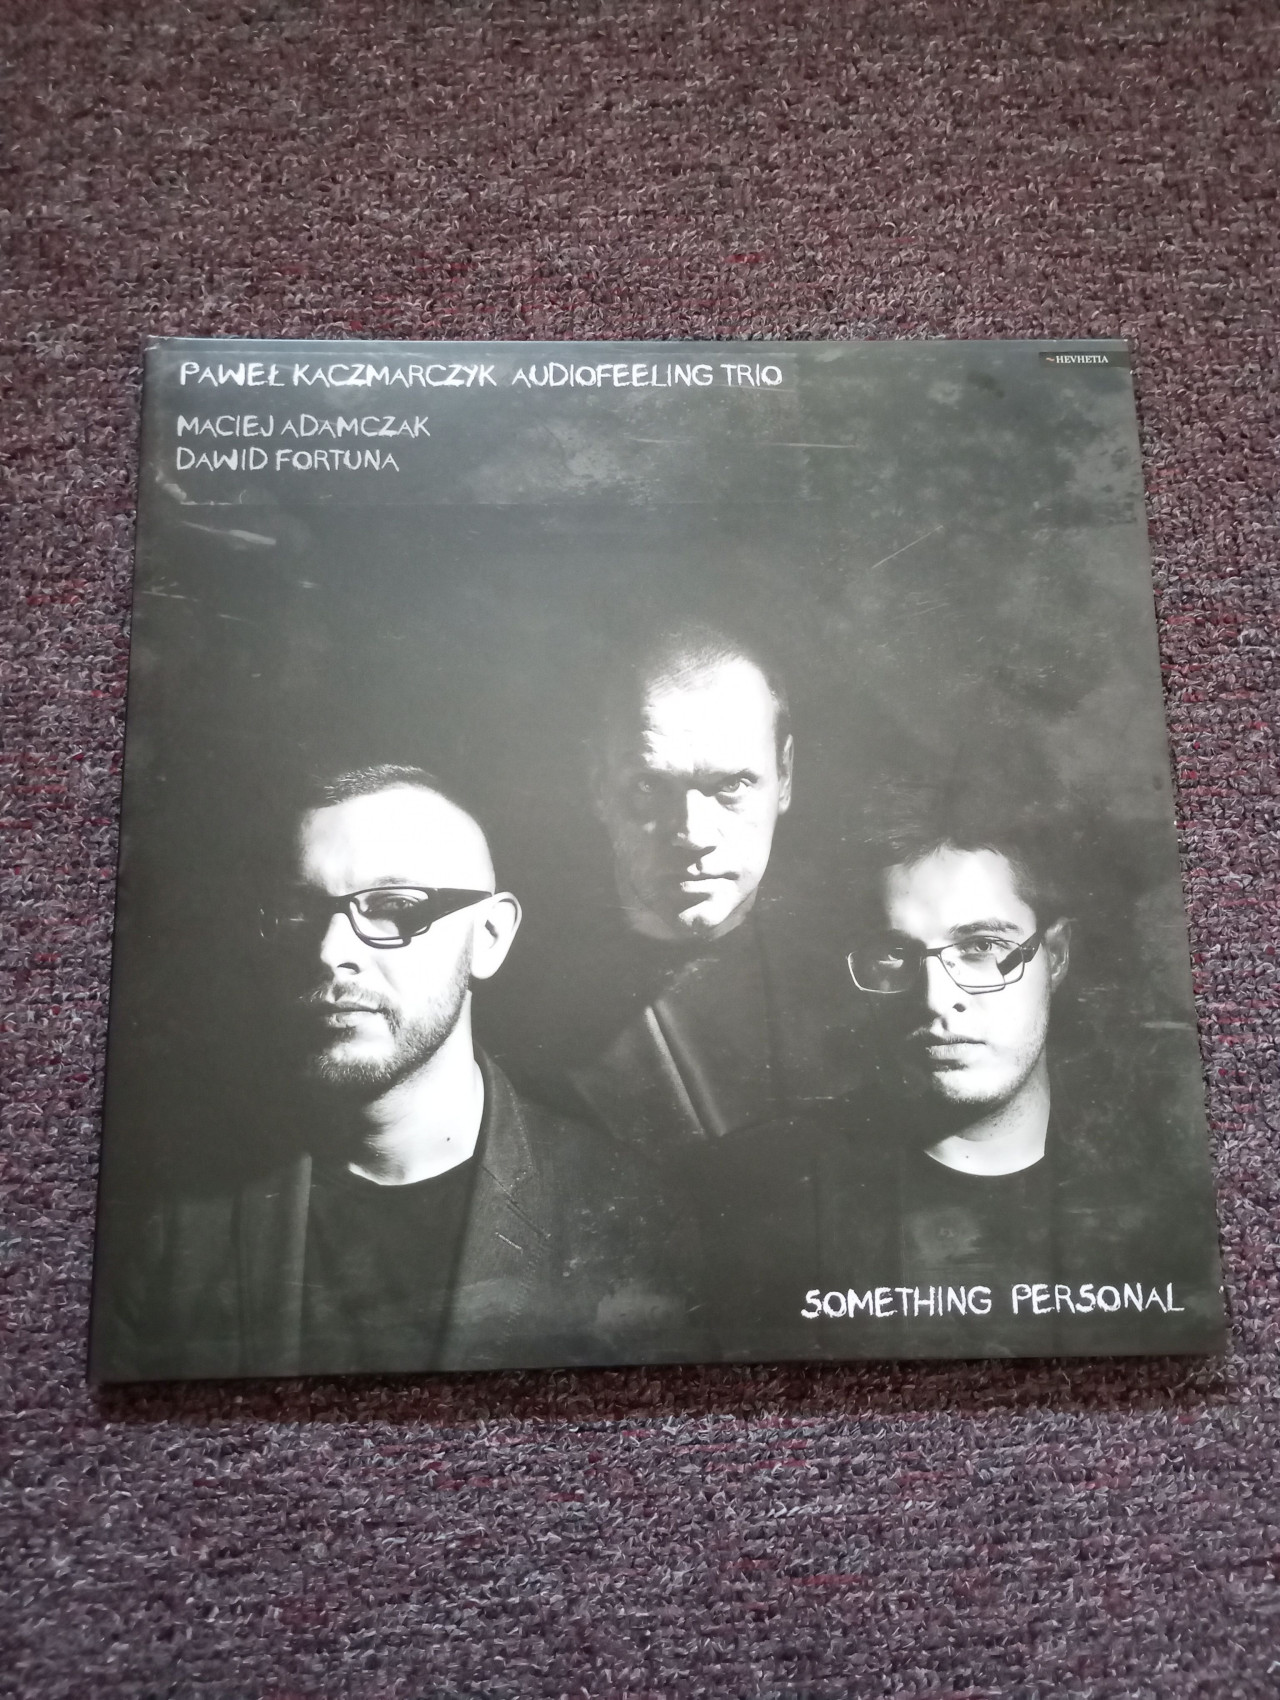 PAWEŁ KACZMARCZYK AUDIOFEELING TRIO
HEVHETIA
MACIEJ ADAMCZAK
DAWID FORTUNA
SOMETHING PERSONAL